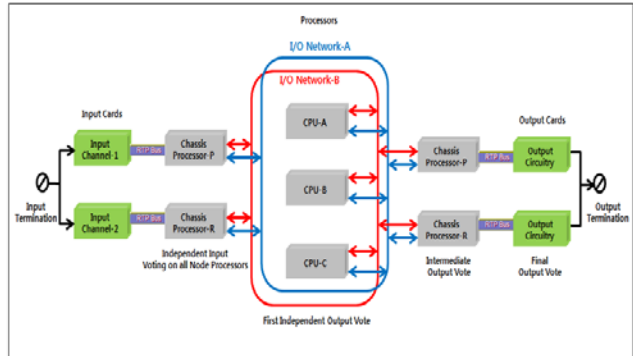 Processors
I/O Network-A
I/O Network-B
Input Cards
Output Cards
Input
Channel-1
RTP Bus
Chassis
Processor-P
CPU-A
Chassis
Processor-P
RTP Bus
Output
Circuitry
CPU-B
Input
Termination
Output
Termination
Input
Channel-2
RTP Bus
Chassis
Processor-R
Chassis
Processor-R
RTP Bus
Output
Circuitry
CPU-C
Independent Input
Voting on all Node Processors
Intermediate
Output Vote
Final
Output Vote
First Independent Output Vote